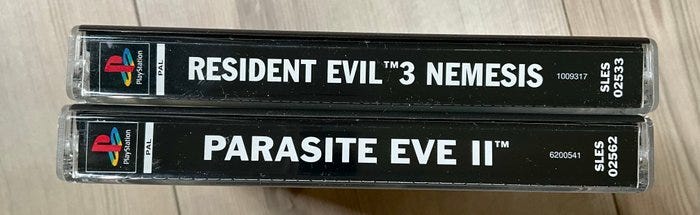 PlayStation
PAL
RESIDENT EVIL™3 NEMESIS
1009317
SLES
02533
PlayStation
PAL
PARASITE EVE II™
6200541
SLES
02562